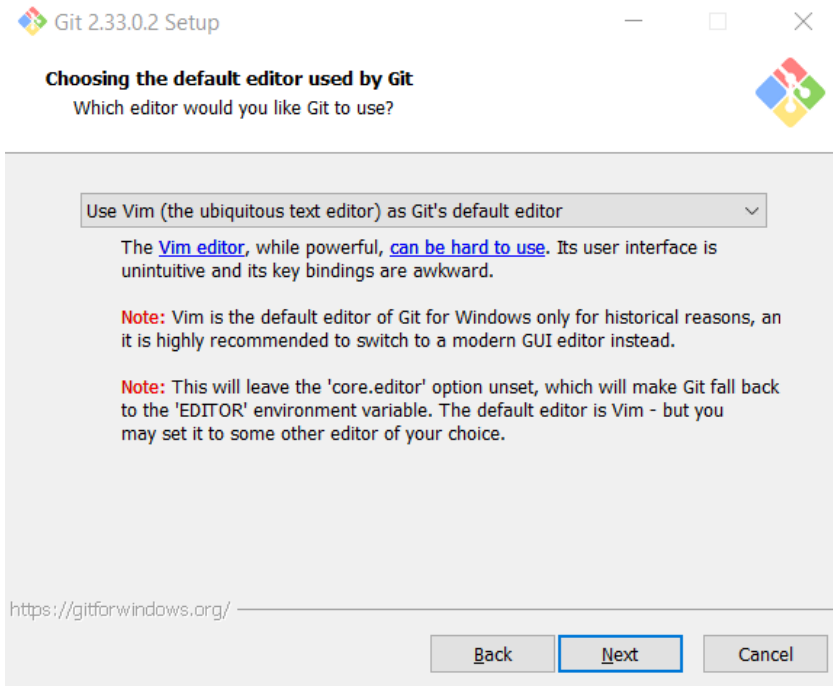 Git 2.33.0.2 Setup
Choosing the default editor used by Git
Which editor would you like Git to use?
Use Vim (the ubiquitous text editor) as Git's default editor
The Vim editor, while powerful, can be hard to use. Its user interface is
unintuitive and its key bindings are awkward.
Note: Vim is the default editor of Git for Windows only for historical reasons, an
it is highly recommended to switch to a modern GUI editor instead.
Note: This will leave the 'core.editor' option unset, which will make Git fall back
to the 'EDITOR' environment variable. The default editor is Vim - but you
may set it to some other editor of your choice.
https://gitforwindows.org/
Back Next Cancel